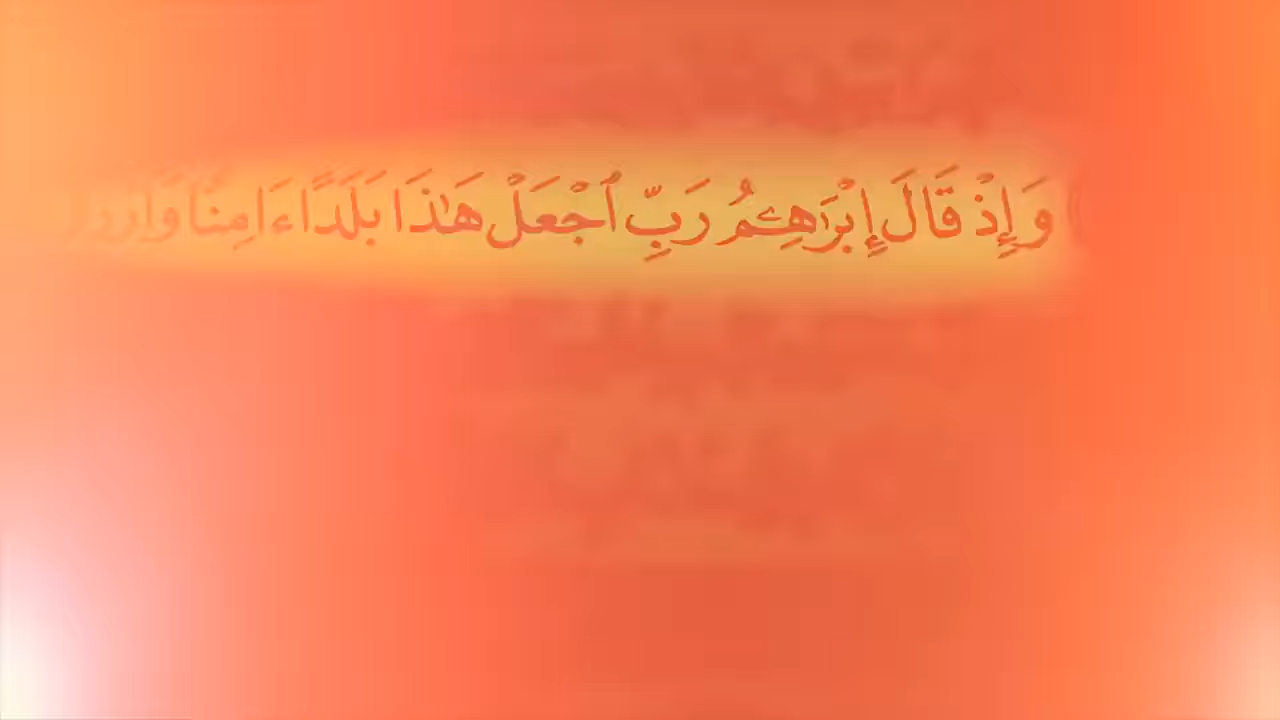 وَإِذْ قَالَ إِبْرَٰهِـۧمُ رَبِّ ٱجْعَلْ هَٰذَا بَلَدًا ءَامِنًا